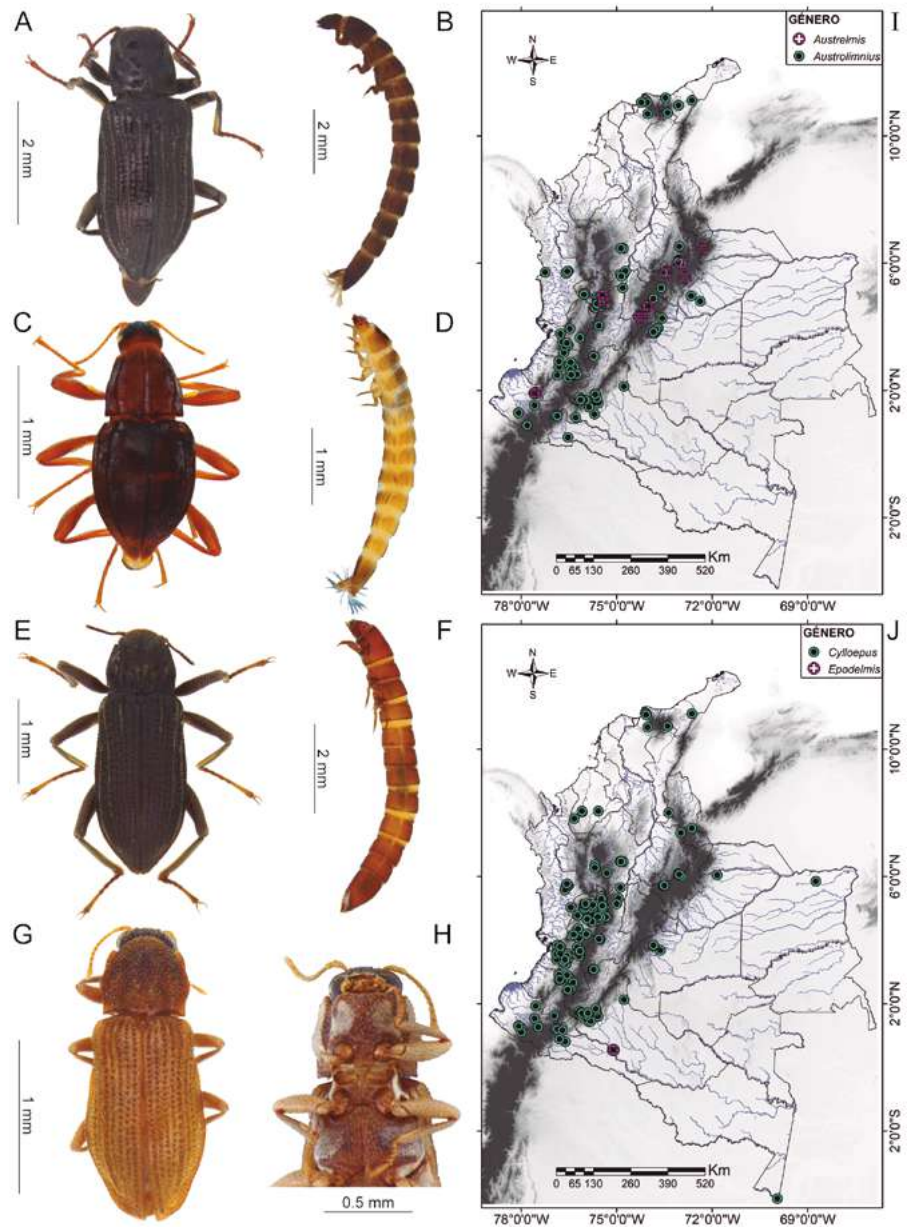 A
2 mm
B
2 mm
C
1 mm
D
1 mm
E
1 mm
F
2 mm
G
1 mm
H
0.5 mm
I
GÉNERO
Austrelmis
Austrolimnius
N
W E
S
10°0'0"N
6°0'0"N
2°0'0"N
2°0'0"S
Km
0 65 130 260 390 520
78°0'0"W 75°0'0"W 72°0'0"W 69°0'0"W
J
GÉNERO
Cylloepus
Epodelmis
N
W E
S
10°0'0"N
6°0'0"N
2°0'0"N
2°0'0"S
Km
0 65 130 260 390 520
78°0'0"W 75°0'0"W 72°0'0"W 69°0'0"W